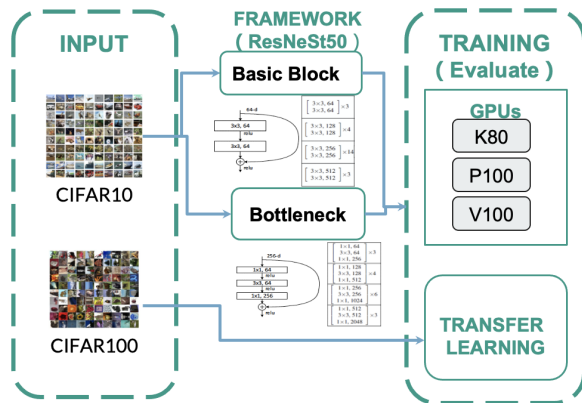 INPUT
CIFAR10
CIFAR100
FRAMEWORK
( ResNeSt50 )
Basic Block
64-d
3x3, 64
relu
3x3, 64
relu
3×3, 64
3×3, 64
×3
3×3, 128
3×3, 128
×4
3×3, 256
3×3, 256
×14
3×3, 512
3×3, 512
×3
Bottleneck
256-d
1x1, 64
relu
3x3, 64
relu
1x1, 256
relu
1×1, 64
3×3, 64
1×1, 256
×3
1×1, 128
3×3, 128
1×1, 512
×4
1×1, 256
3×3, 256
1×1, 1024
×6
1×1, 512
3×3, 512
1×1, 2048
×3
TRAINING
( Evaluate )
GPUs
K80
P100
V100
TRANSFER
LEARNING